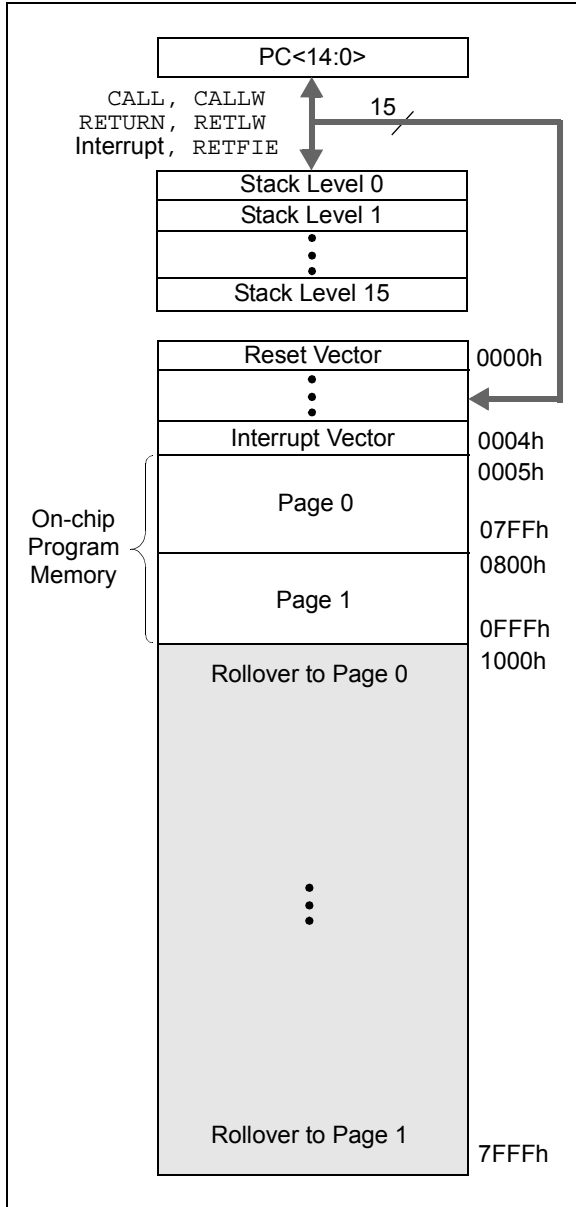 PC<14:0>
CALL, CALLW
RETURN, RETLW
Interrupt, RETFIE
15
Stack Level 0
Stack Level 1
Stack Level 15
Reset Vector
0000h
Interrupt Vector
0004h
0005h
On-chip
Program
Memory
Page 0
07FFh
0800h
Page 1
0FFFh
1000h
Rollover to Page 0
Rollover to Page 1
7FFFh